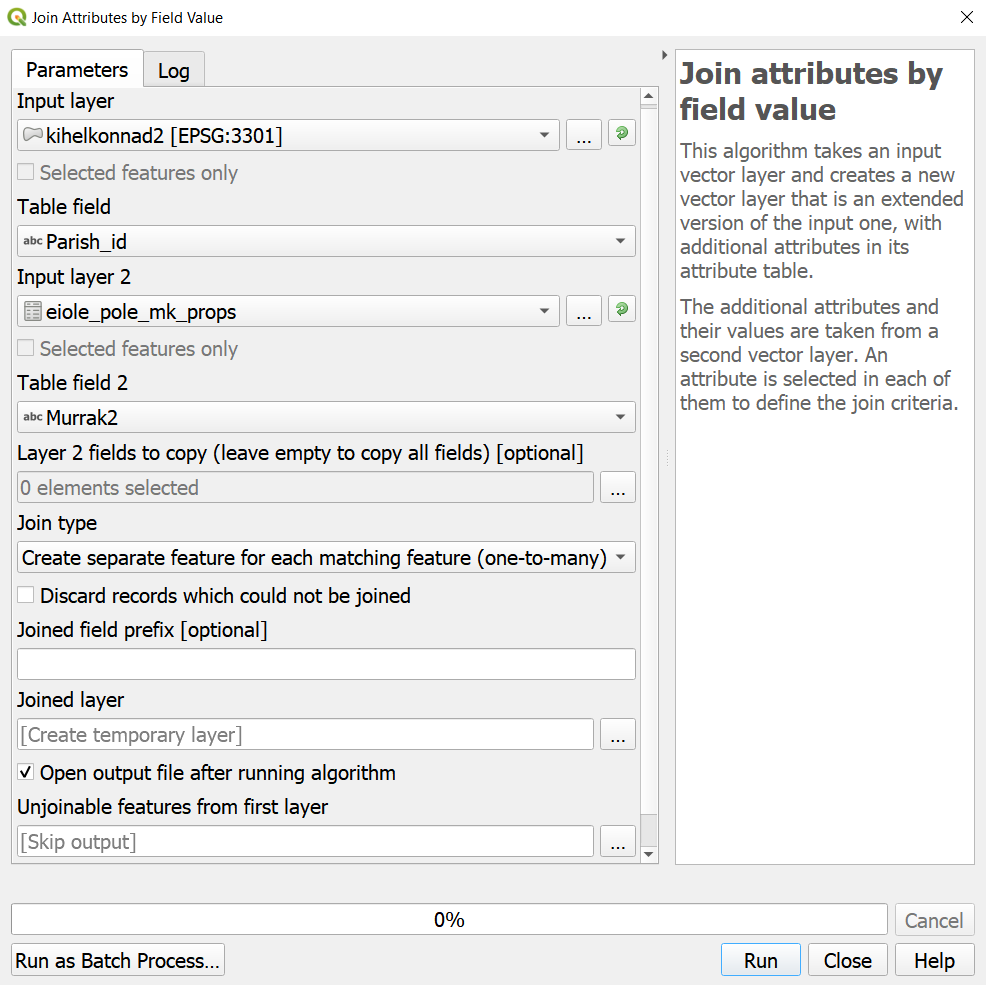 Join Attributes by Field Value
Parameters
Log
Input layer
kihelkonnad2 [EPSG:3301]
...
Selected features only
Table field
abc Parish_id
Input layer 2
eiole_pole_mk_props
...
Selected features only
Table field 2
abc Murrak2
Layer 2 fields to copy (leave empty to copy all fields) [optional]
0 elements selected
...
Join type
Create separate feature for each matching feature (one-to-many)
Discard records which could not be joined
Joined field prefix [optional]
Joined layer
[Create temporary layer]
...
Open output file after running algorithm
Unjoinable features from first layer
[Skip output]
...
Join attributes by
field value
This algorithm takes an input
vector layer and creates a new
vector layer that is an extended
version of the input one, with
additional attributes in its
attribute table.
The additional attributes and
their values are taken from a
second vector layer. An
attribute is selected in each of
them to define the join criteria.
0%
Cancel
Run as Batch Process...
Run
Close
Help